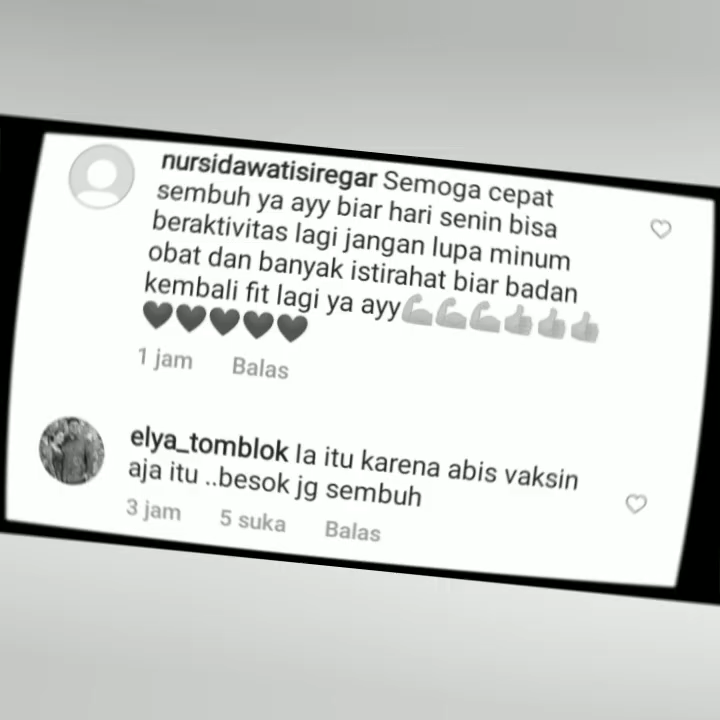 nursidawatisiregar Semoga cepat
sembuh ya ayy biar hari senin bisa
beraktivitas lagi jangan lupa minum
obat dan banyak istirahat biar badan
kembali fit lagi ya ayy💪💪💪👍👍👍
🖤🖤🖤🖤🖤
1 jam Balas
elya_tomblok Ia itu karena abis vaksin
aja itu ..besok jg sembuh
3 jam 5 suka Balas